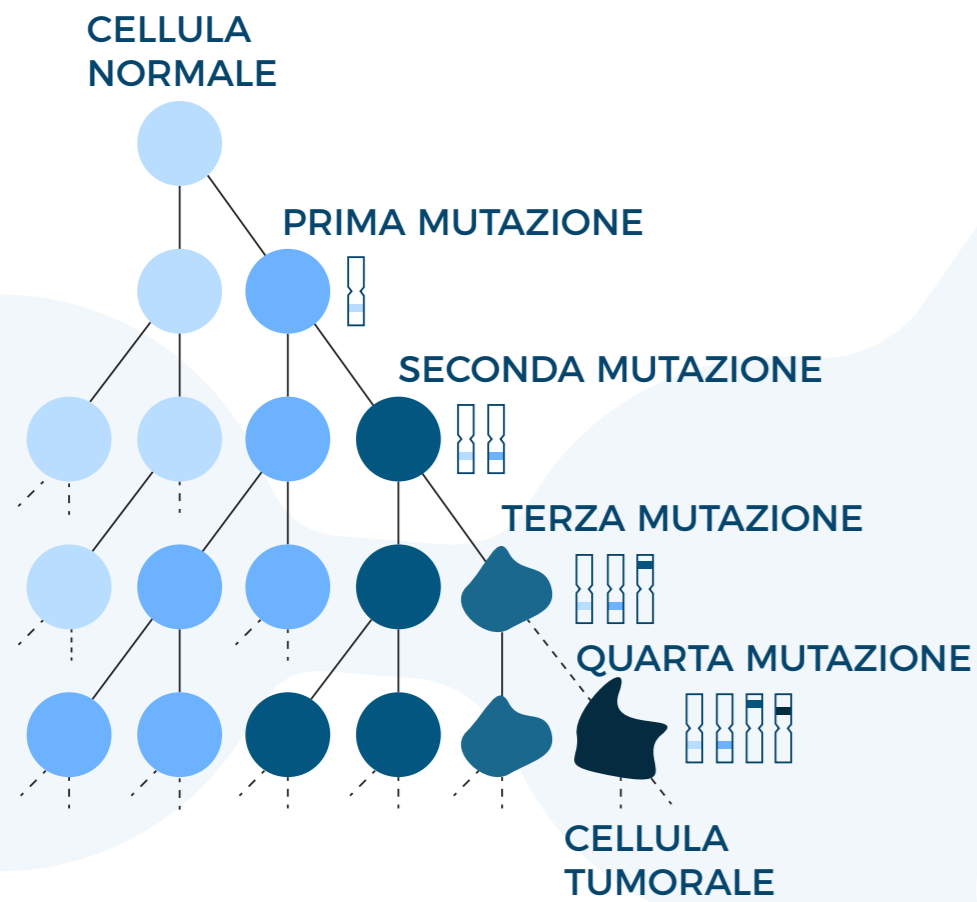 CELLULA
NORMALE
PRIMA MUTAZIONE
SECONDA MUTAZIONE
TERZA MUTAZIONE
QUARTA MUTAZIONE
CELLULA
TUMORALE